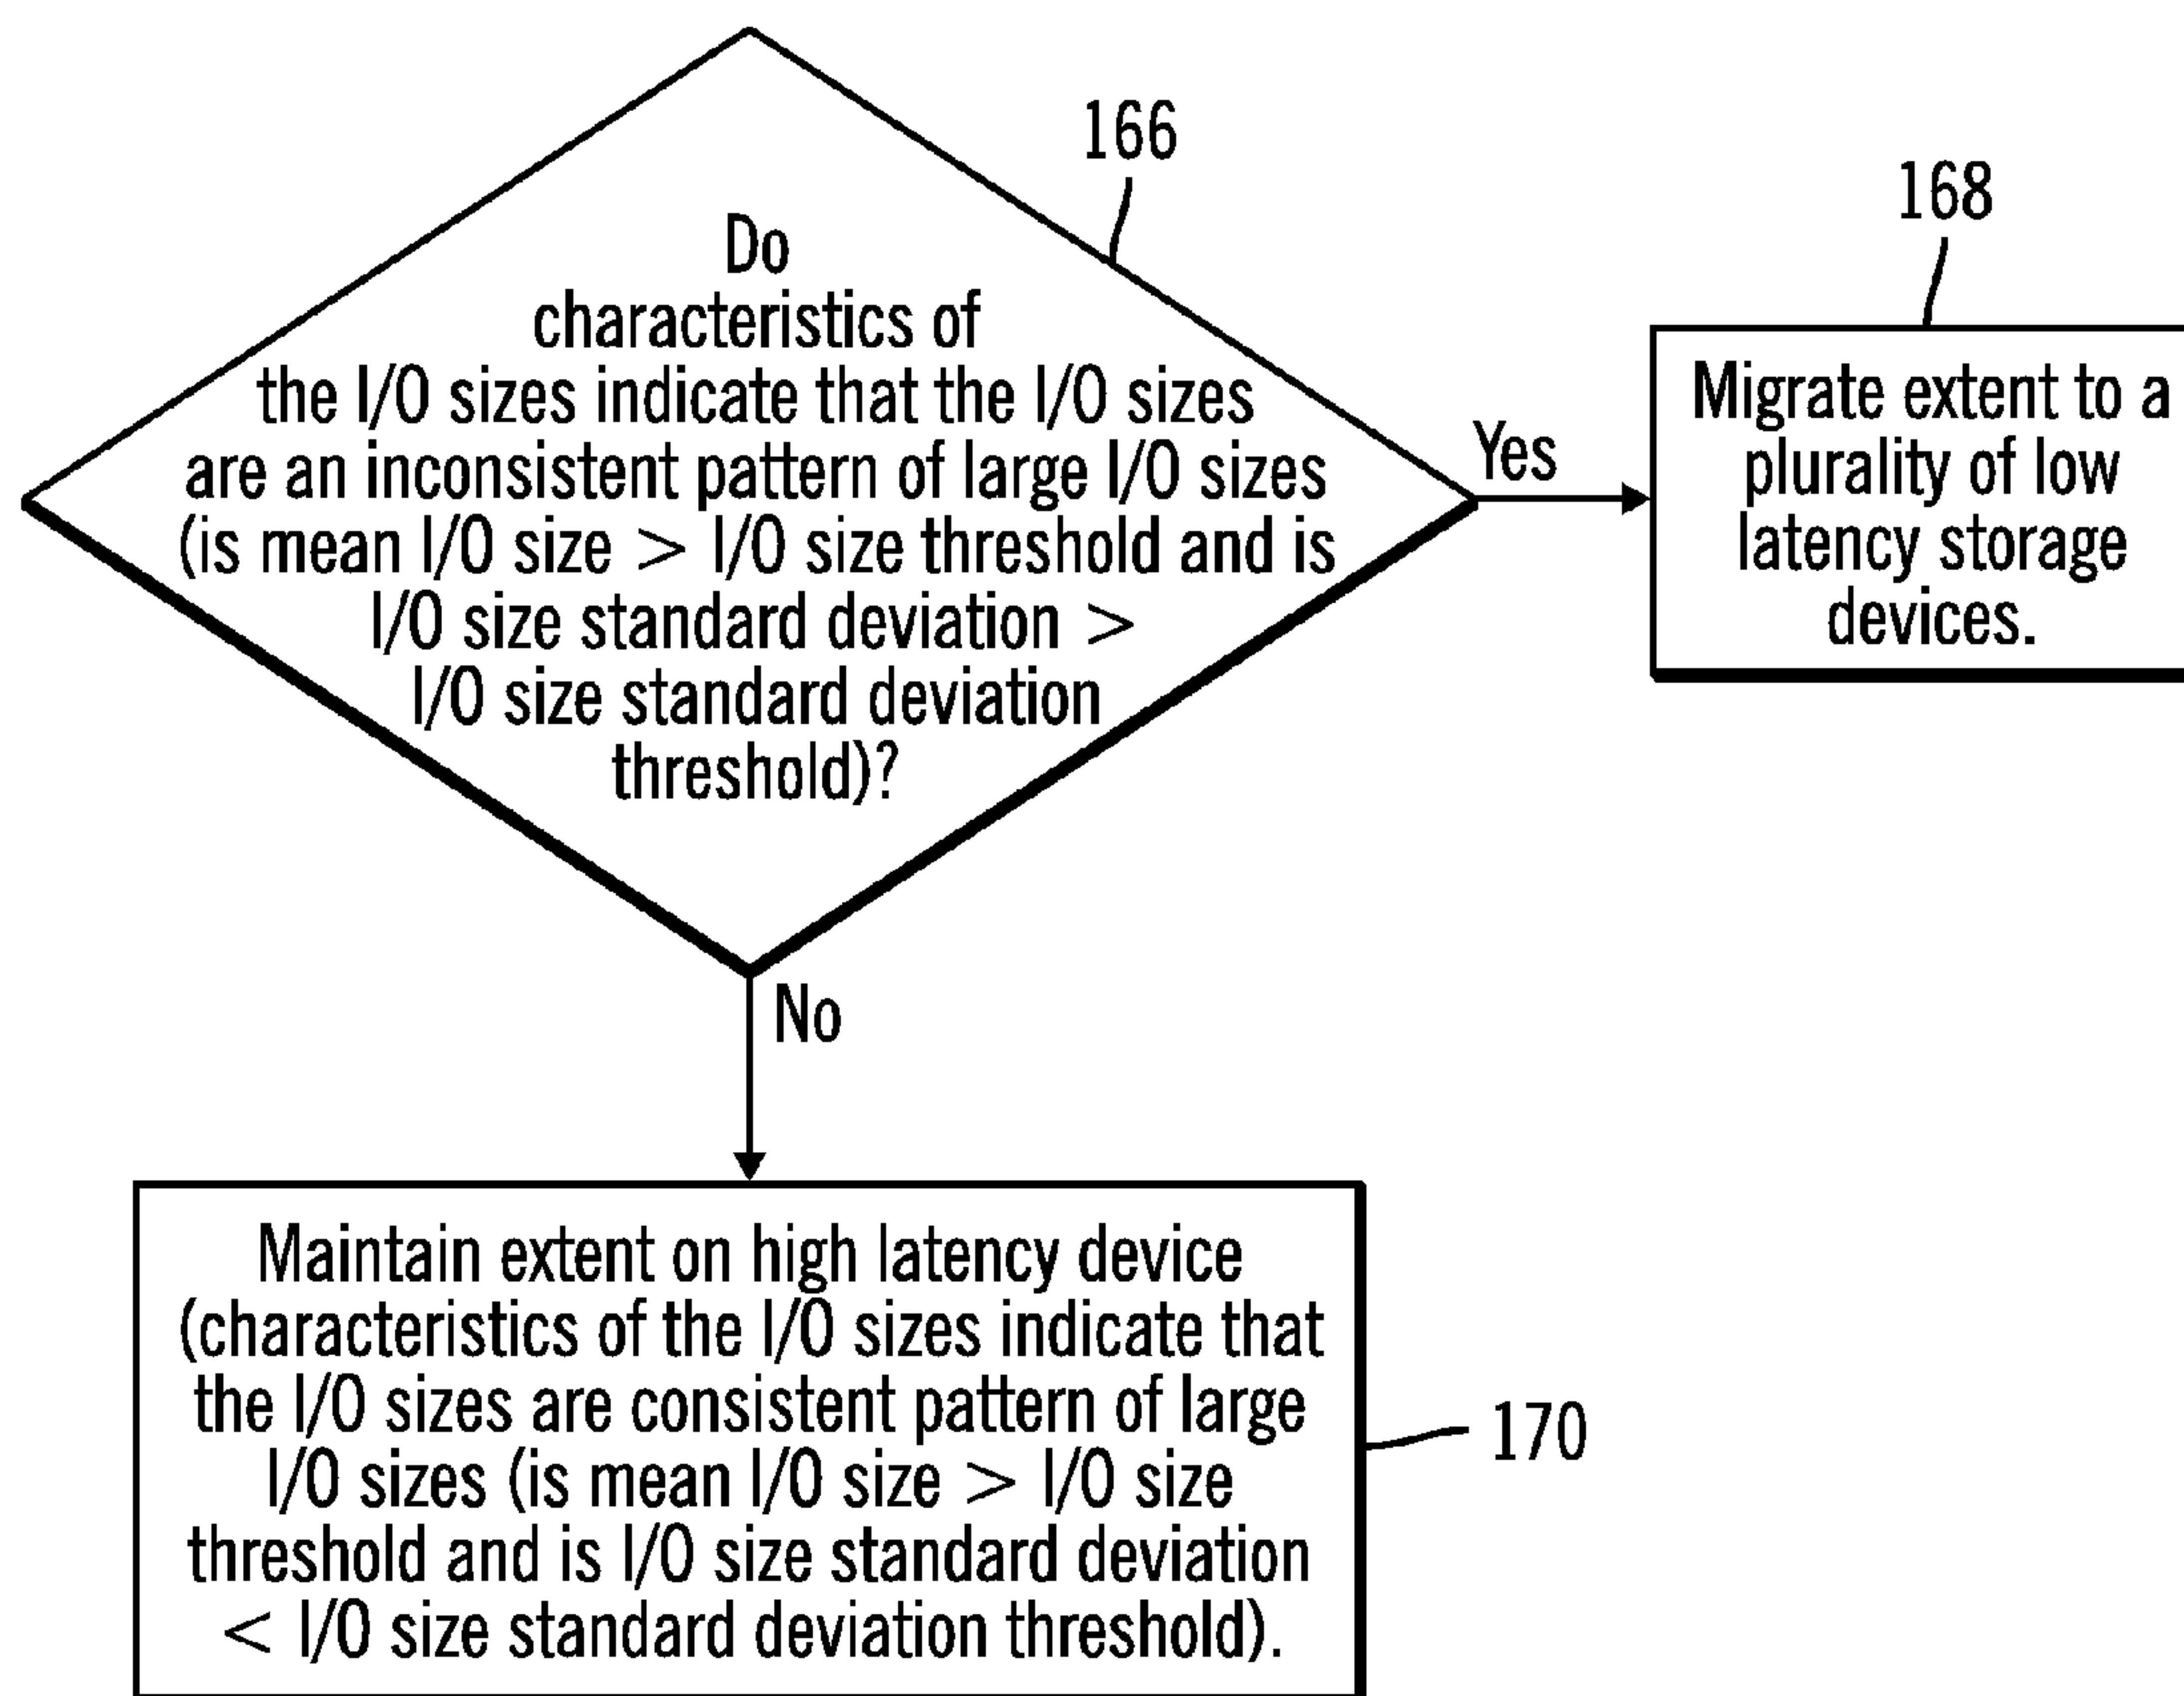 166
Do
characteristics of
the I/O sizes indicate that the I/O sizes
are an inconsistent pattern of large I/O sizes
(is mean I/O size > I/O size threshold and is
I/O size standard deviation >
I/O size standard deviation
threshold)?
Yes
168
Migrate extent to a
plurality of low
latency storage
devices.
No
Maintain extent on high latency device
(characteristics of the I/O sizes indicate that
the I/O sizes are consistent pattern of large
I/O sizes (is mean I/O size > I/O size
threshold and is I/O size standard deviation
< I/O size standard deviation threshold).
170